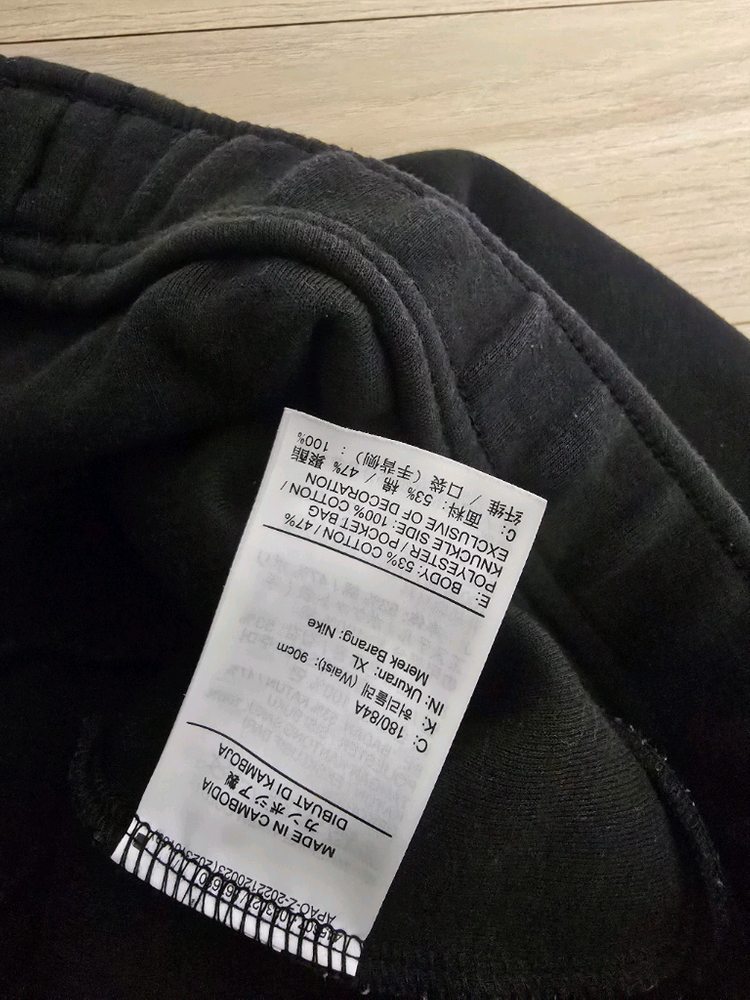 MADE IN CAMBODIA
カンボジア製
DIBUAT DI KAMBOJA
C: 180/84A
K: 허리둘레 (Waist): 90cm
IN: Ukuran: XL
Merek Barang: Nike
E: BODY: 53% COTTON / 47%
POLYESTER / POCKET BAG
KNUCKLE SIDE: 100% COTTON /
EXCLUSIVE OF DECORATION
C: 面料: 53% 棉 / 47% 聚酯
纤维 / 口袋（手背侧）: 100%